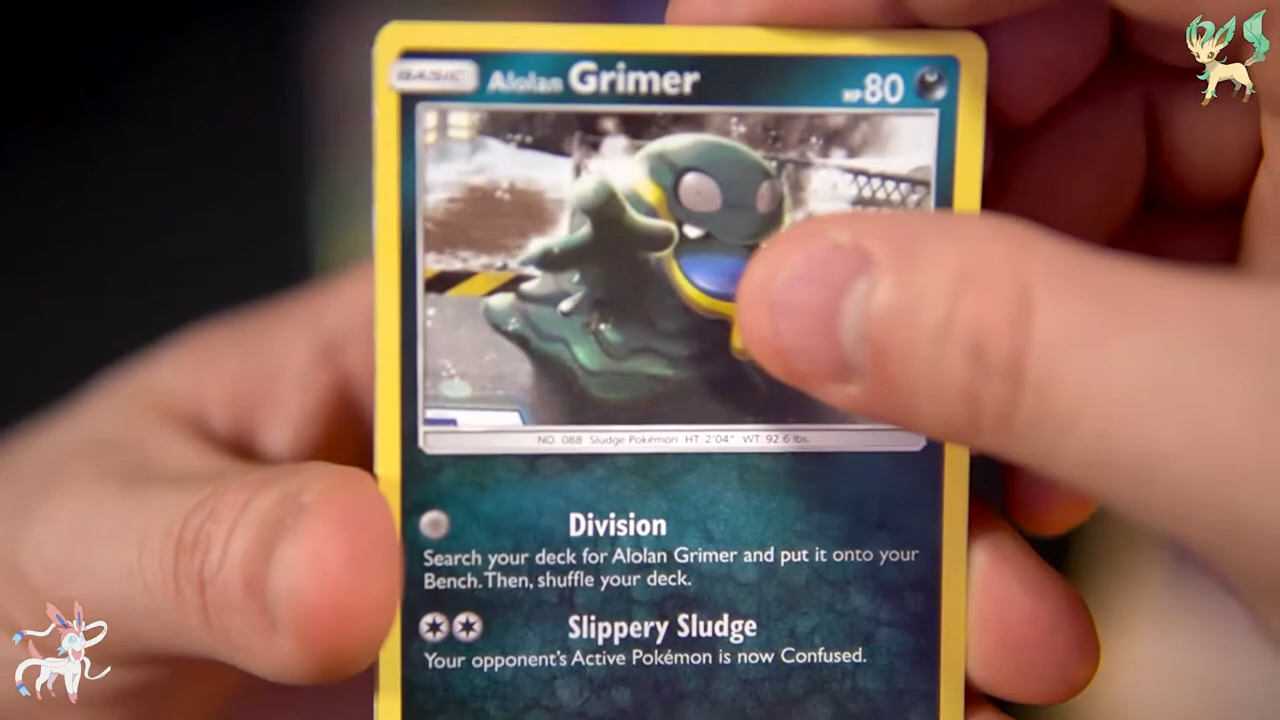 BASIC Alolan Grimer HP 80
NO. 088 Sludge Pokémon HT: 2'04" WT: 92.6 lbs.
Division
Search your deck for Alolan Grimer and put it onto your
Bench. Then, shuffle your deck.
Slippery Sludge
Your opponent's Active Pokémon is now Confused.